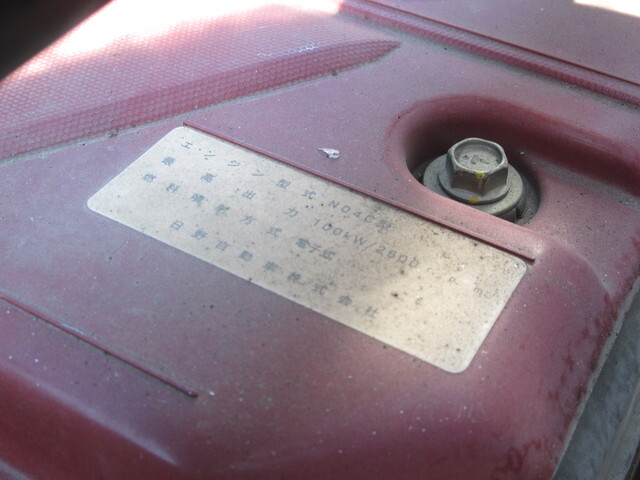 エンジン型式 N04C型
最高出力 100kW/2500
燃料噴射方式 電子式
日野自動車株式会社